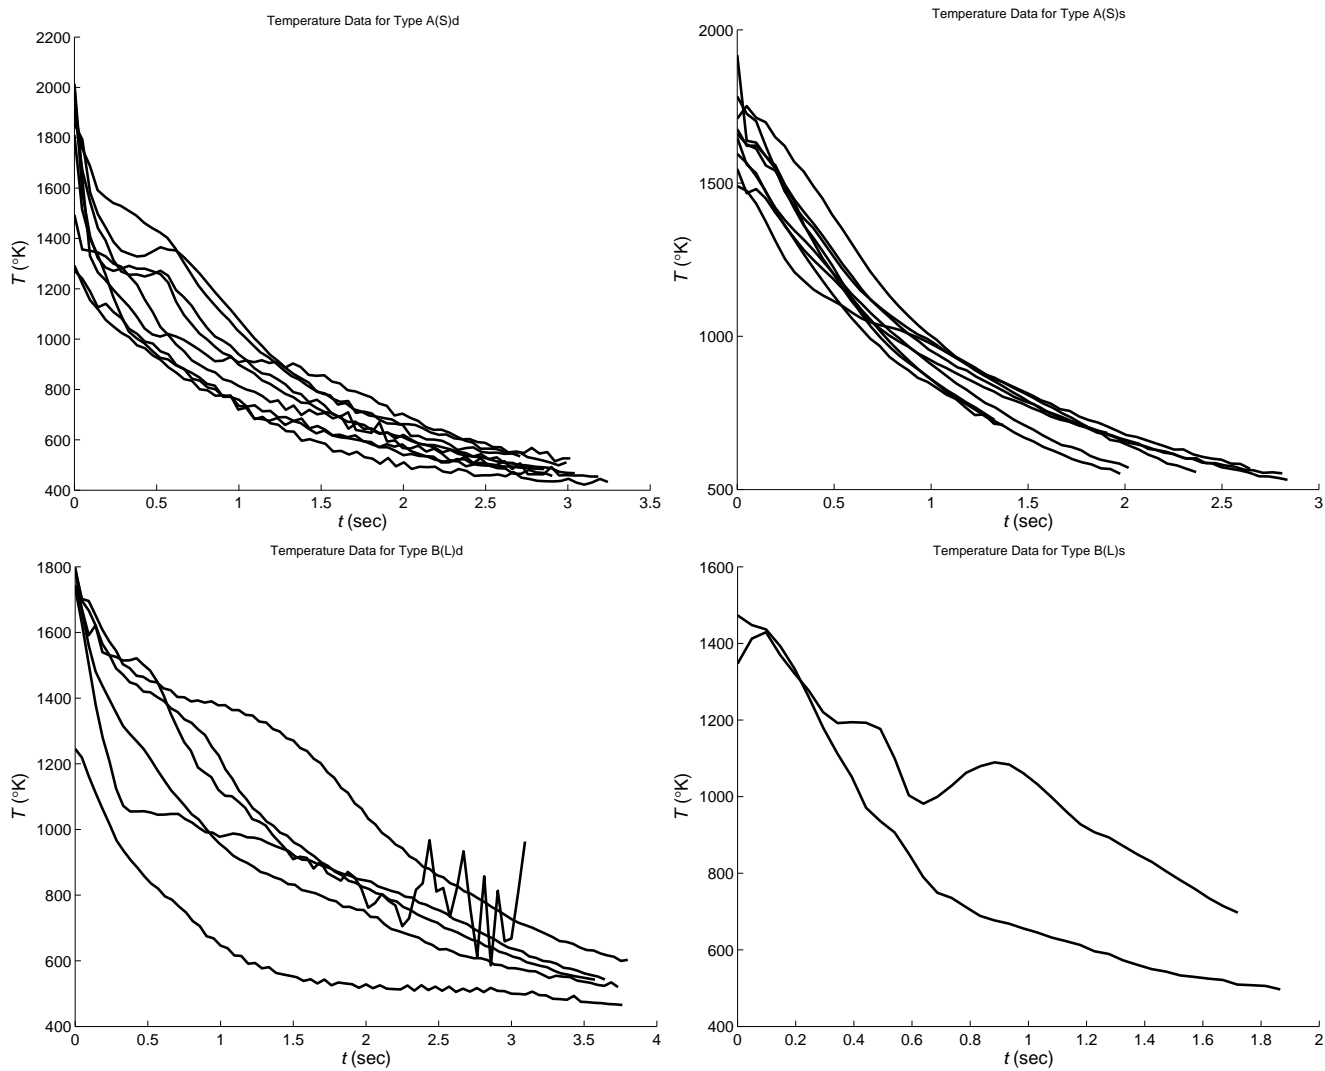 Temperature Data for Type A(S)d
2200
2000
1800
1600
1400
1200
1000
800
600
400
0 0.5 1 1.5 2 2.5 3 3.5
T (°K)
t (sec)
Temperature Data for Type A(S)s
2000
1500
1000
500
0 0.5 1 1.5 2 2.5 3
T (°K)
t (sec)
Temperature Data for Type B(L)d
1800
1600
1400
1200
1000
800
600
400
0 0.5 1 1.5 2 2.5 3 3.5 4
T (°K)
t (sec)
Temperature Data for Type B(L)s
1600
1400
1200
1000
800
600
400
0 0.2 0.4 0.6 0.8 1 1.2 1.4 1.6 1.8 2
T (°K)
t (sec)